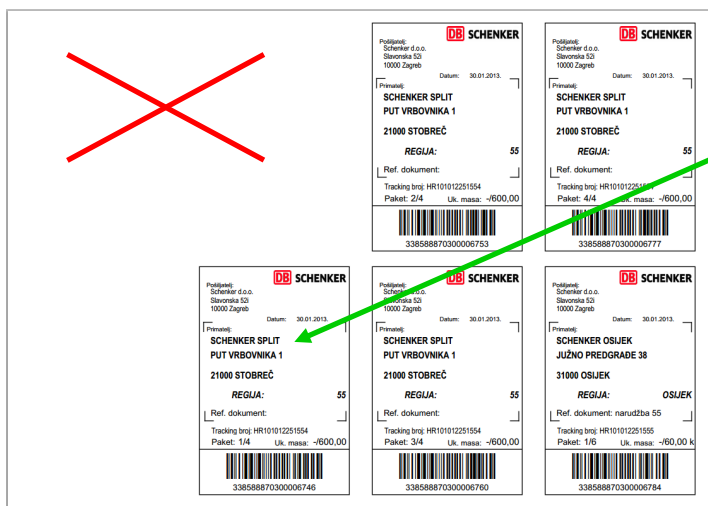 DB SCHENKER
Pošiljatelj:
Schenker d.o.o.
Slavonska 52i
10000 Zagreb
Datum: 30.01.2013.
Primatelj:
SCHENKER SPLIT
PUT VRBOVNIKA 1
21000 STOBREČ
REGIJA: 55
Ref. dokument:
Tracking broj: HR101012251554
Paket: 2/4 Uk. masa: -/600,00
338588870300006753
DB SCHENKER
Pošiljatelj:
Schenker d.o.o.
Slavonska 52i
10000 Zagreb
Datum: 30.01.2013.
Primatelj:
SCHENKER SPLIT
PUT VRBOVNIKA 1
21000 STOBREČ
REGIJA: 55
Ref. dokument:
Tracking broj:
Paket: 4/4 Uk. masa: -/600,00
338588870300006777
DB SCHENKER
Pošiljatelj:
Schenker d.o.o.
Slavonska 52i
10000 Zagreb
Datum: 30.01.2013.
Primatelj:
SCHENKER SPLIT
PUT VRBOVNIKA 1
21000 STOBREČ
REGIJA: 55
Ref. dokument:
Tracking broj: HR101012251554
Paket: 1/4 Uk. masa: -/600,00
338588870300006746
DB SCHENKER
Pošiljatelj:
Schenker d.o.o.
Slavonska 52i
10000 Zagreb
Datum: 30.01.2013.
Primatelj:
SCHENKER SPLIT
PUT VRBOVNIKA 1
21000 STOBREČ
REGIJA: 55
Ref. dokument:
Tracking broj: HR101012251554
Paket: 3/4 Uk. masa: -/600,00
338588870300006760
DB SCHENKER
Pošiljatelj:
Schenker d.o.o.
Slavonska 52i
10000 Zagreb
Datum: 30.01.2013.
Primatelj:
SCHENKER OSIJEK
JUŽNO PREDGRAĐE 38
31000 OSIJEK
REGIJA: OSIJEK
Ref. dokument: narudžba 55
Tracking broj: HR101012251555
Paket: 1/6 Uk. masa: -/60,00 k
338588870300006784